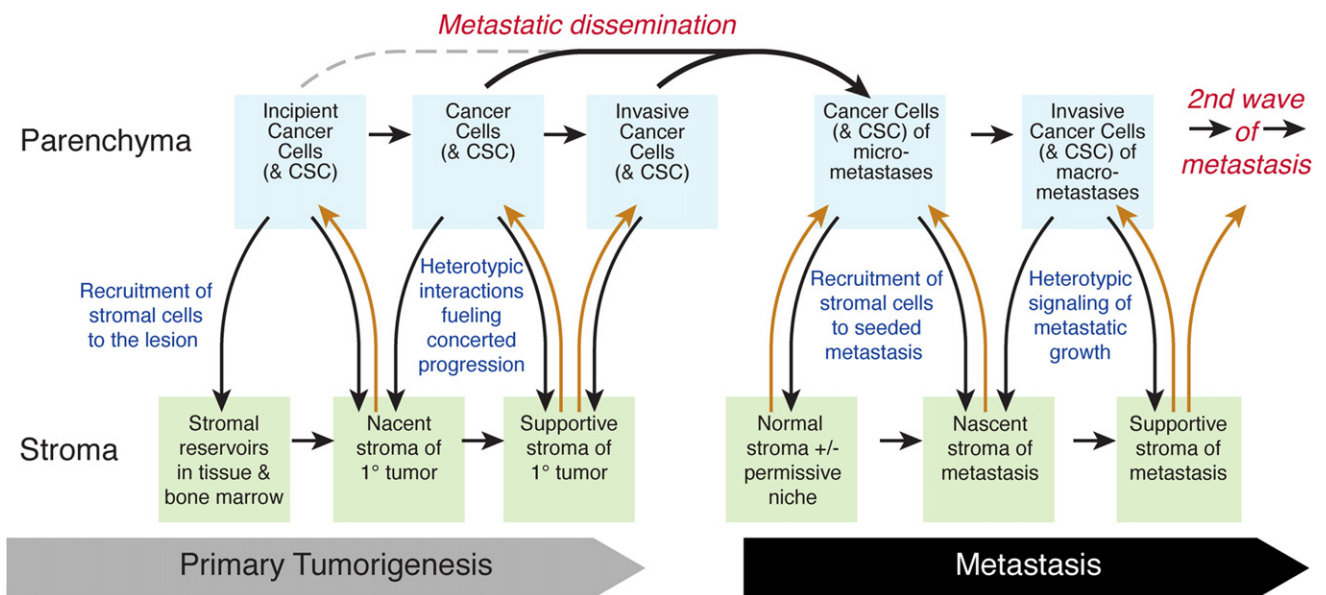 Metastatic dissemination
Parenchyma
Incipient
Cancer
Cells
(& CSC)
Cancer
Cells
(& CSC)
Invasive
Cancer
Cells
(& CSC)
Cancer Cells
(& CSC) of
micro-
metastases
Invasive
Cancer Cells
(& CSC) of
macro-
metastases
2nd wave
of
metastasis
Recruitment of
stromal cells
to the lesion
Heterotypic
interactions
fueling
concerted
progression
Recruitment of
stromal cells
to seeded
metastasis
Heterotypic
signaling of
metastatic
growth
Stroma
Stromal
reservoirs
in tissue &
bone marrow
Nacent
stroma of
1° tumor
Supportive
stroma of
1° tumor
Normal
stroma +/-
permissive
niche
Nascent
stroma of
metastasis
Supportive
stroma of
metastasis
Primary Tumorigenesis
Metastasis